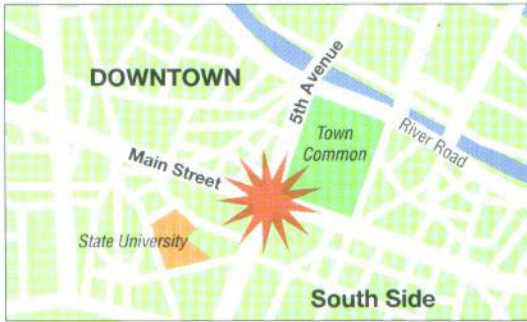 DOWNTOWN
5th Avenue
Town
Common
River Road
Main Street
State University
South Side